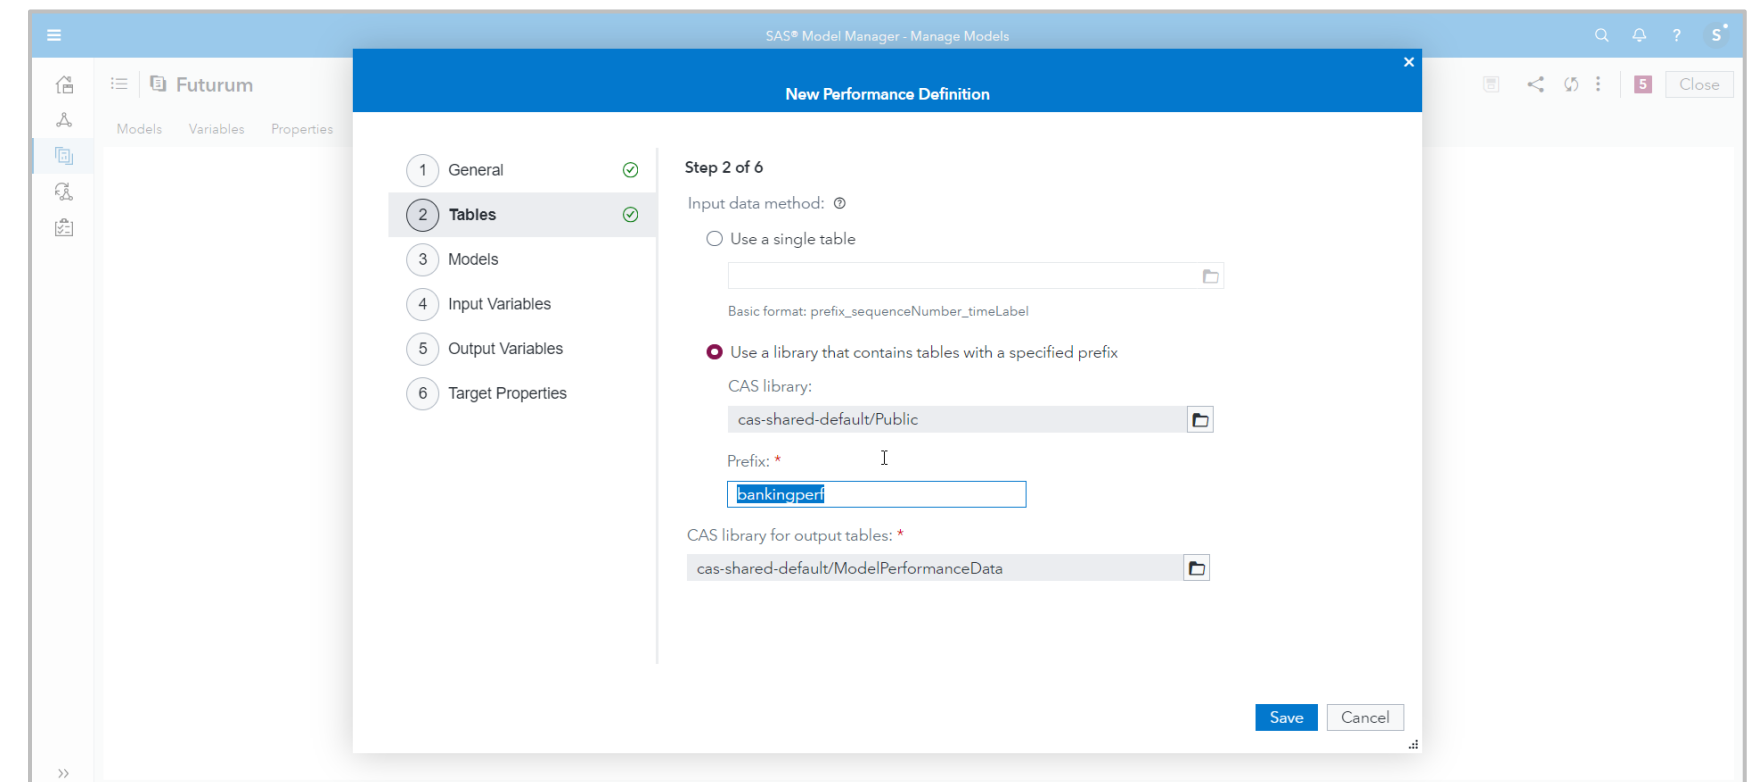 SAS® Model Manager - Manage Models
?
S
Futurum
5
Close
Models Variables Properties
New Performance Definition
1 General
2 Tables
3 Models
4 Input Variables
5 Output Variables
6 Target Properties
Step 2 of 6
Input data method:
Use a single table
Basic format: prefix_sequenceNumber_timeLabel
Use a library that contains tables with a specified prefix
CAS library:
cas-shared-default/Public
Prefix: *
bankingperf
CAS library for output tables: *
cas-shared-default/ModelPerformanceData
Save Cancel